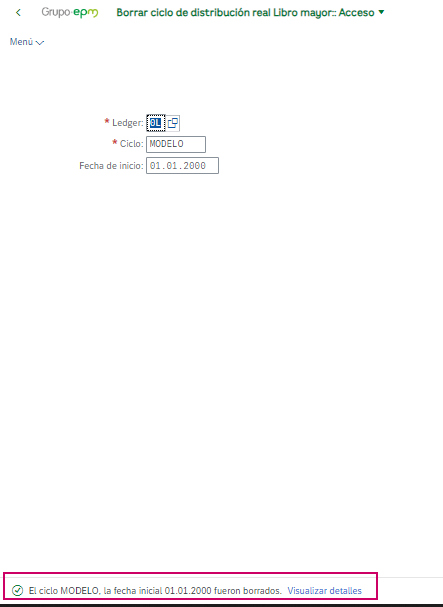 Grupo·epm Borrar ciclo de distribución real Libro mayor:: Acceso
Menú
* Ledger: 0L
* Ciclo: MODELO
Fecha de inicio: 01.01.2000
El ciclo MODELO, la fecha inicial 01.01.2000 fueron borrados. Visualizar detalles